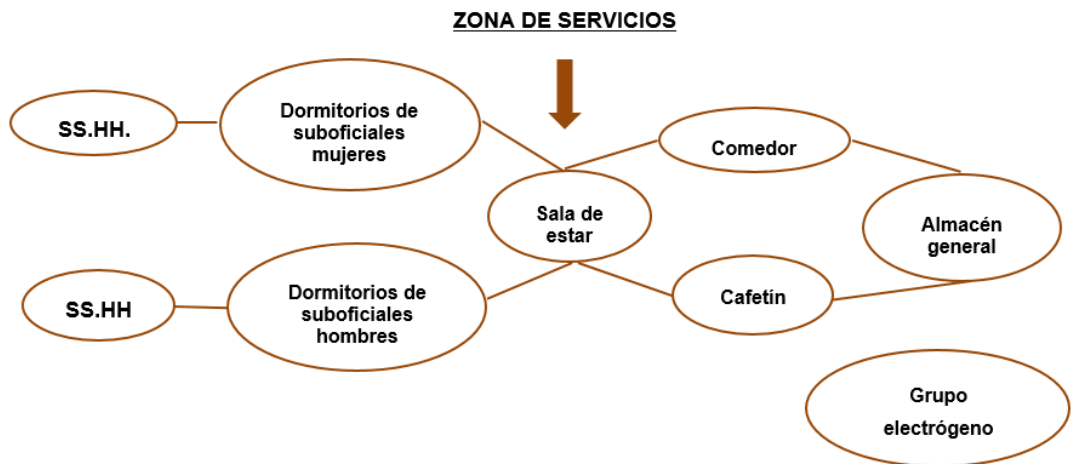 ZONA DE SERVICIOS
SS.HH.
Dormitorios de
suboficiales
mujeres
Comedor
Sala de
estar
Almacén
general
SS.HH
Dormitorios de
suboficiales
hombres
Cafetín
Grupo
electrógeno